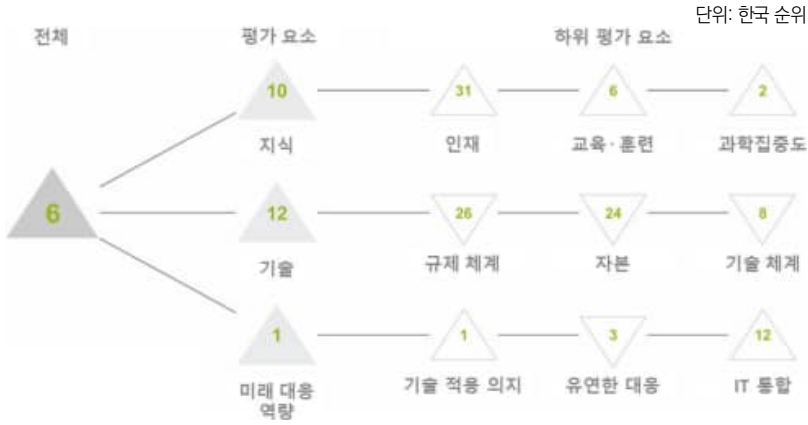 단위: 한국 순위
전체 평가 요소 하위 평가 요소
10 31 6 2
지식 인재 교육·훈련 과학집중도
6 12 26 24 8
기술 규제 체계 자본 기술 체계
1 1 3 12
미래 대응 기술 적응 의지 유연한 대응 IT 통합
역량